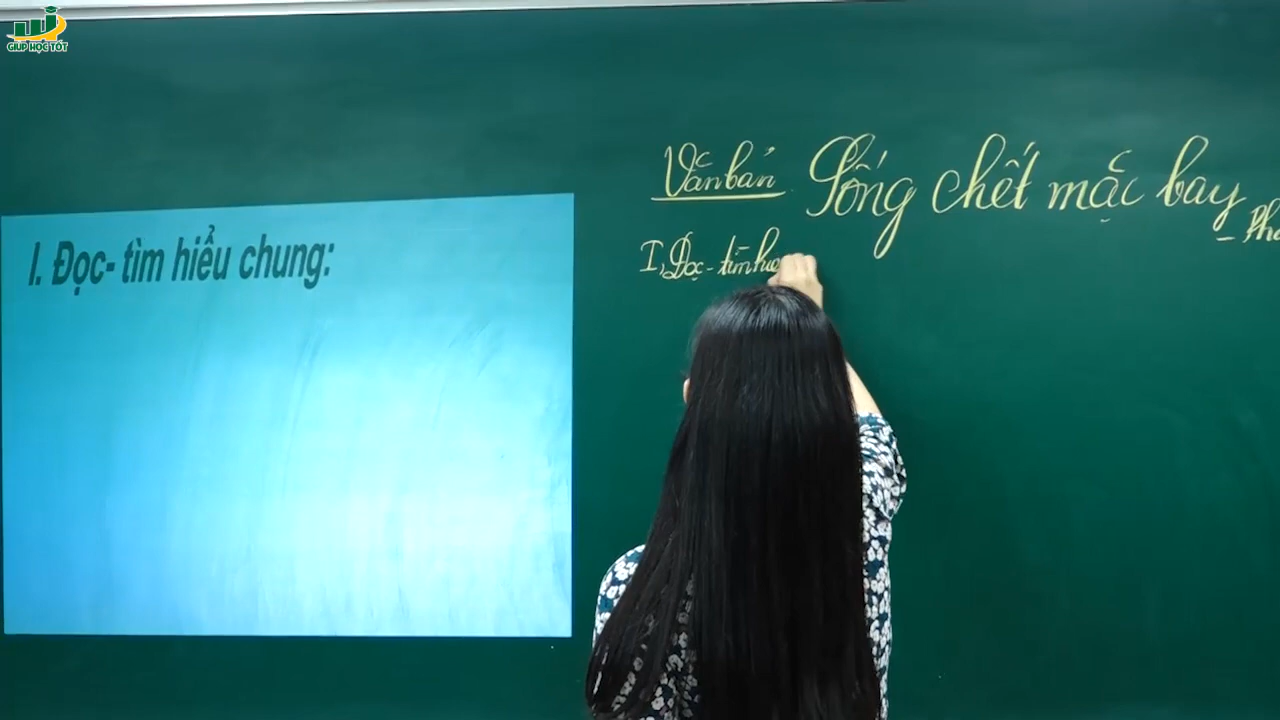 GIÚP HỌC TỐT
I. Đọc- tìm hiểu chung:
Văn bản Sống chết mặc bay
I, Đọc - tìm